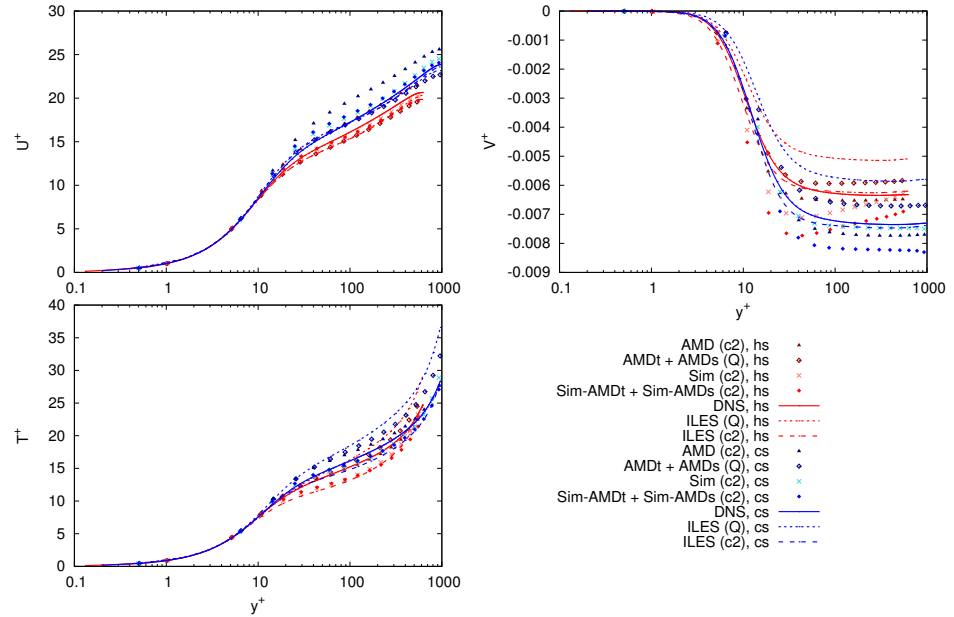 30
25
20
15
10
5
0
0.1
1
10
100
1000
U+
y+
0
-0.001
-0.002
-0.003
-0.004
-0.005
-0.006
-0.007
-0.008
-0.009
0.1
1
10
100
1000
V+
y+
40
35
30
25
20
15
10
5
0
0.1
1
10
100
1000
T+
y+
AMD (c2), hs
AMDt + AMDs (Q), hs
Sim (c2), hs
Sim-AMDt + Sim-AMDs (c2), hs
DNS, hs
ILES (Q), hs
ILES (c2), hs
AMD (c2), cs
AMDt + AMDs (Q), cs
Sim (c2), cs
Sim-AMDt + Sim-AMDs (c2), cs
DNS, cs
ILES (Q), cs
ILES (c2), cs